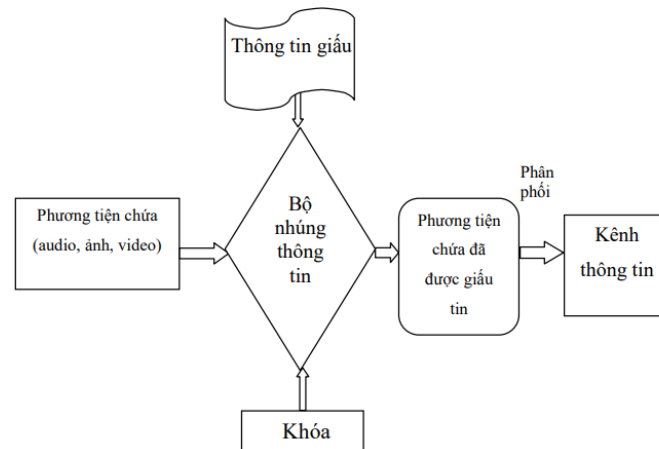 Thông tin giấu
Phương tiện chứa
(audio, ảnh, video)
Bộ
nhúng
thông
tin
Phương tiện
chứa đã
được giấu
tin
Phân
phối
Kênh
thông tin
Khóa